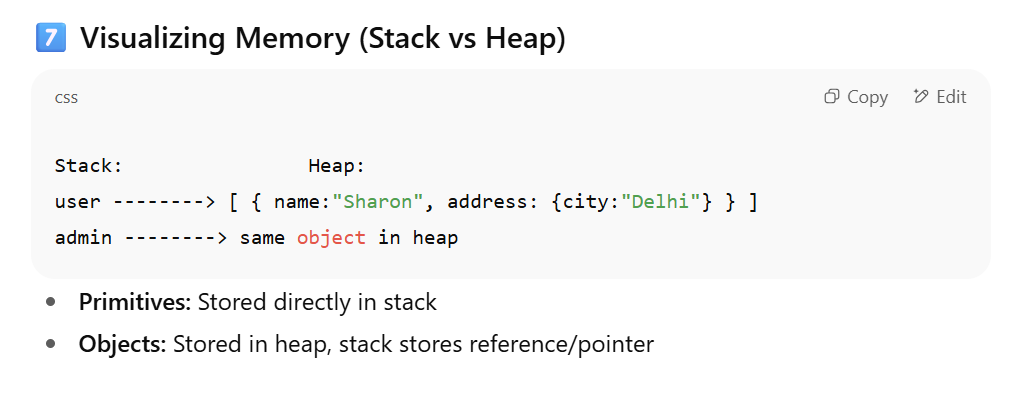 7 Visualizing Memory (Stack vs Heap)
css
Copy Edit
Stack: Heap:
user --------> [ { name:"Sharon", address: {city:"Delhi"} } ]
admin --------> same object in heap
• Primitives: Stored directly in stack
• Objects: Stored in heap, stack stores reference/pointer